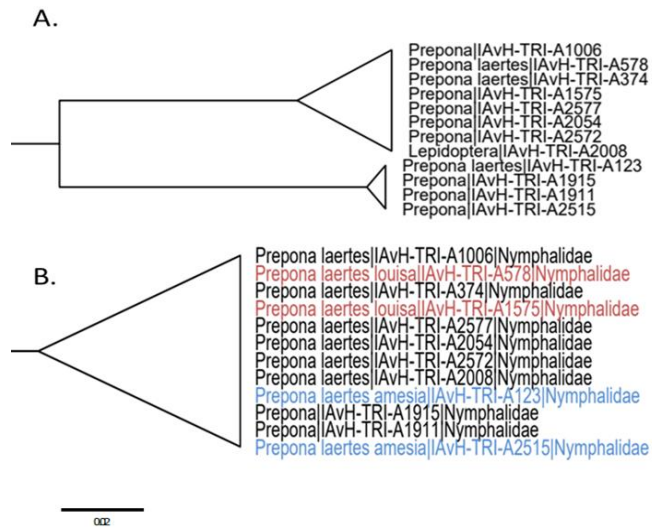 A.
Prepona|IAvH-TRI-A1006
Prepona laertes|IAvH-TRI-A578
Prepona laertes|IAvH-TRI-A374
Prepona|IAvH-TRI-A1575
Prepona|IAvH-TRI-A2577
Prepona|IAvH-TRI-A2054
Prepona|IAvH-TRI-A2572
Lepidoptera|IAvH-TRI-A2008
Prepona laertes|IAvH-TRI-A123
Prepona|IAvH-TRI-A1915
Prepona|IAvH-TRI-A1911
Prepona|IAvH-TRI-A2515
B.
Prepona laertes|IAvH-TRI-A1006|Nymphalidae
Prepona laertes louisa|IAvH-TRI-A578|Nymphalidae
Prepona laertes|IAvH-TRI-A374|Nymphalidae
Prepona laertes louisa|IAvH-TRI-A1575|Nymphalidae
Prepona laertes|IAvH-TRI-A2577|Nymphalidae
Prepona laertes|IAvH-TRI-A2054|Nymphalidae
Prepona laertes|IAvH-TRI-A2572|Nymphalidae
Prepona laertes|IAvH-TRI-A2008|Nymphalidae
Prepona laertes amesia|IAvH-TRI-A123|Nymphalidae
Prepona|IAvH-TRI-A1915|Nymphalidae
Prepona|IAvH-TRI-A1911|Nymphalidae
Prepona laertes amesia|IAvH-TRI-A2515|Nymphalidae
0.02